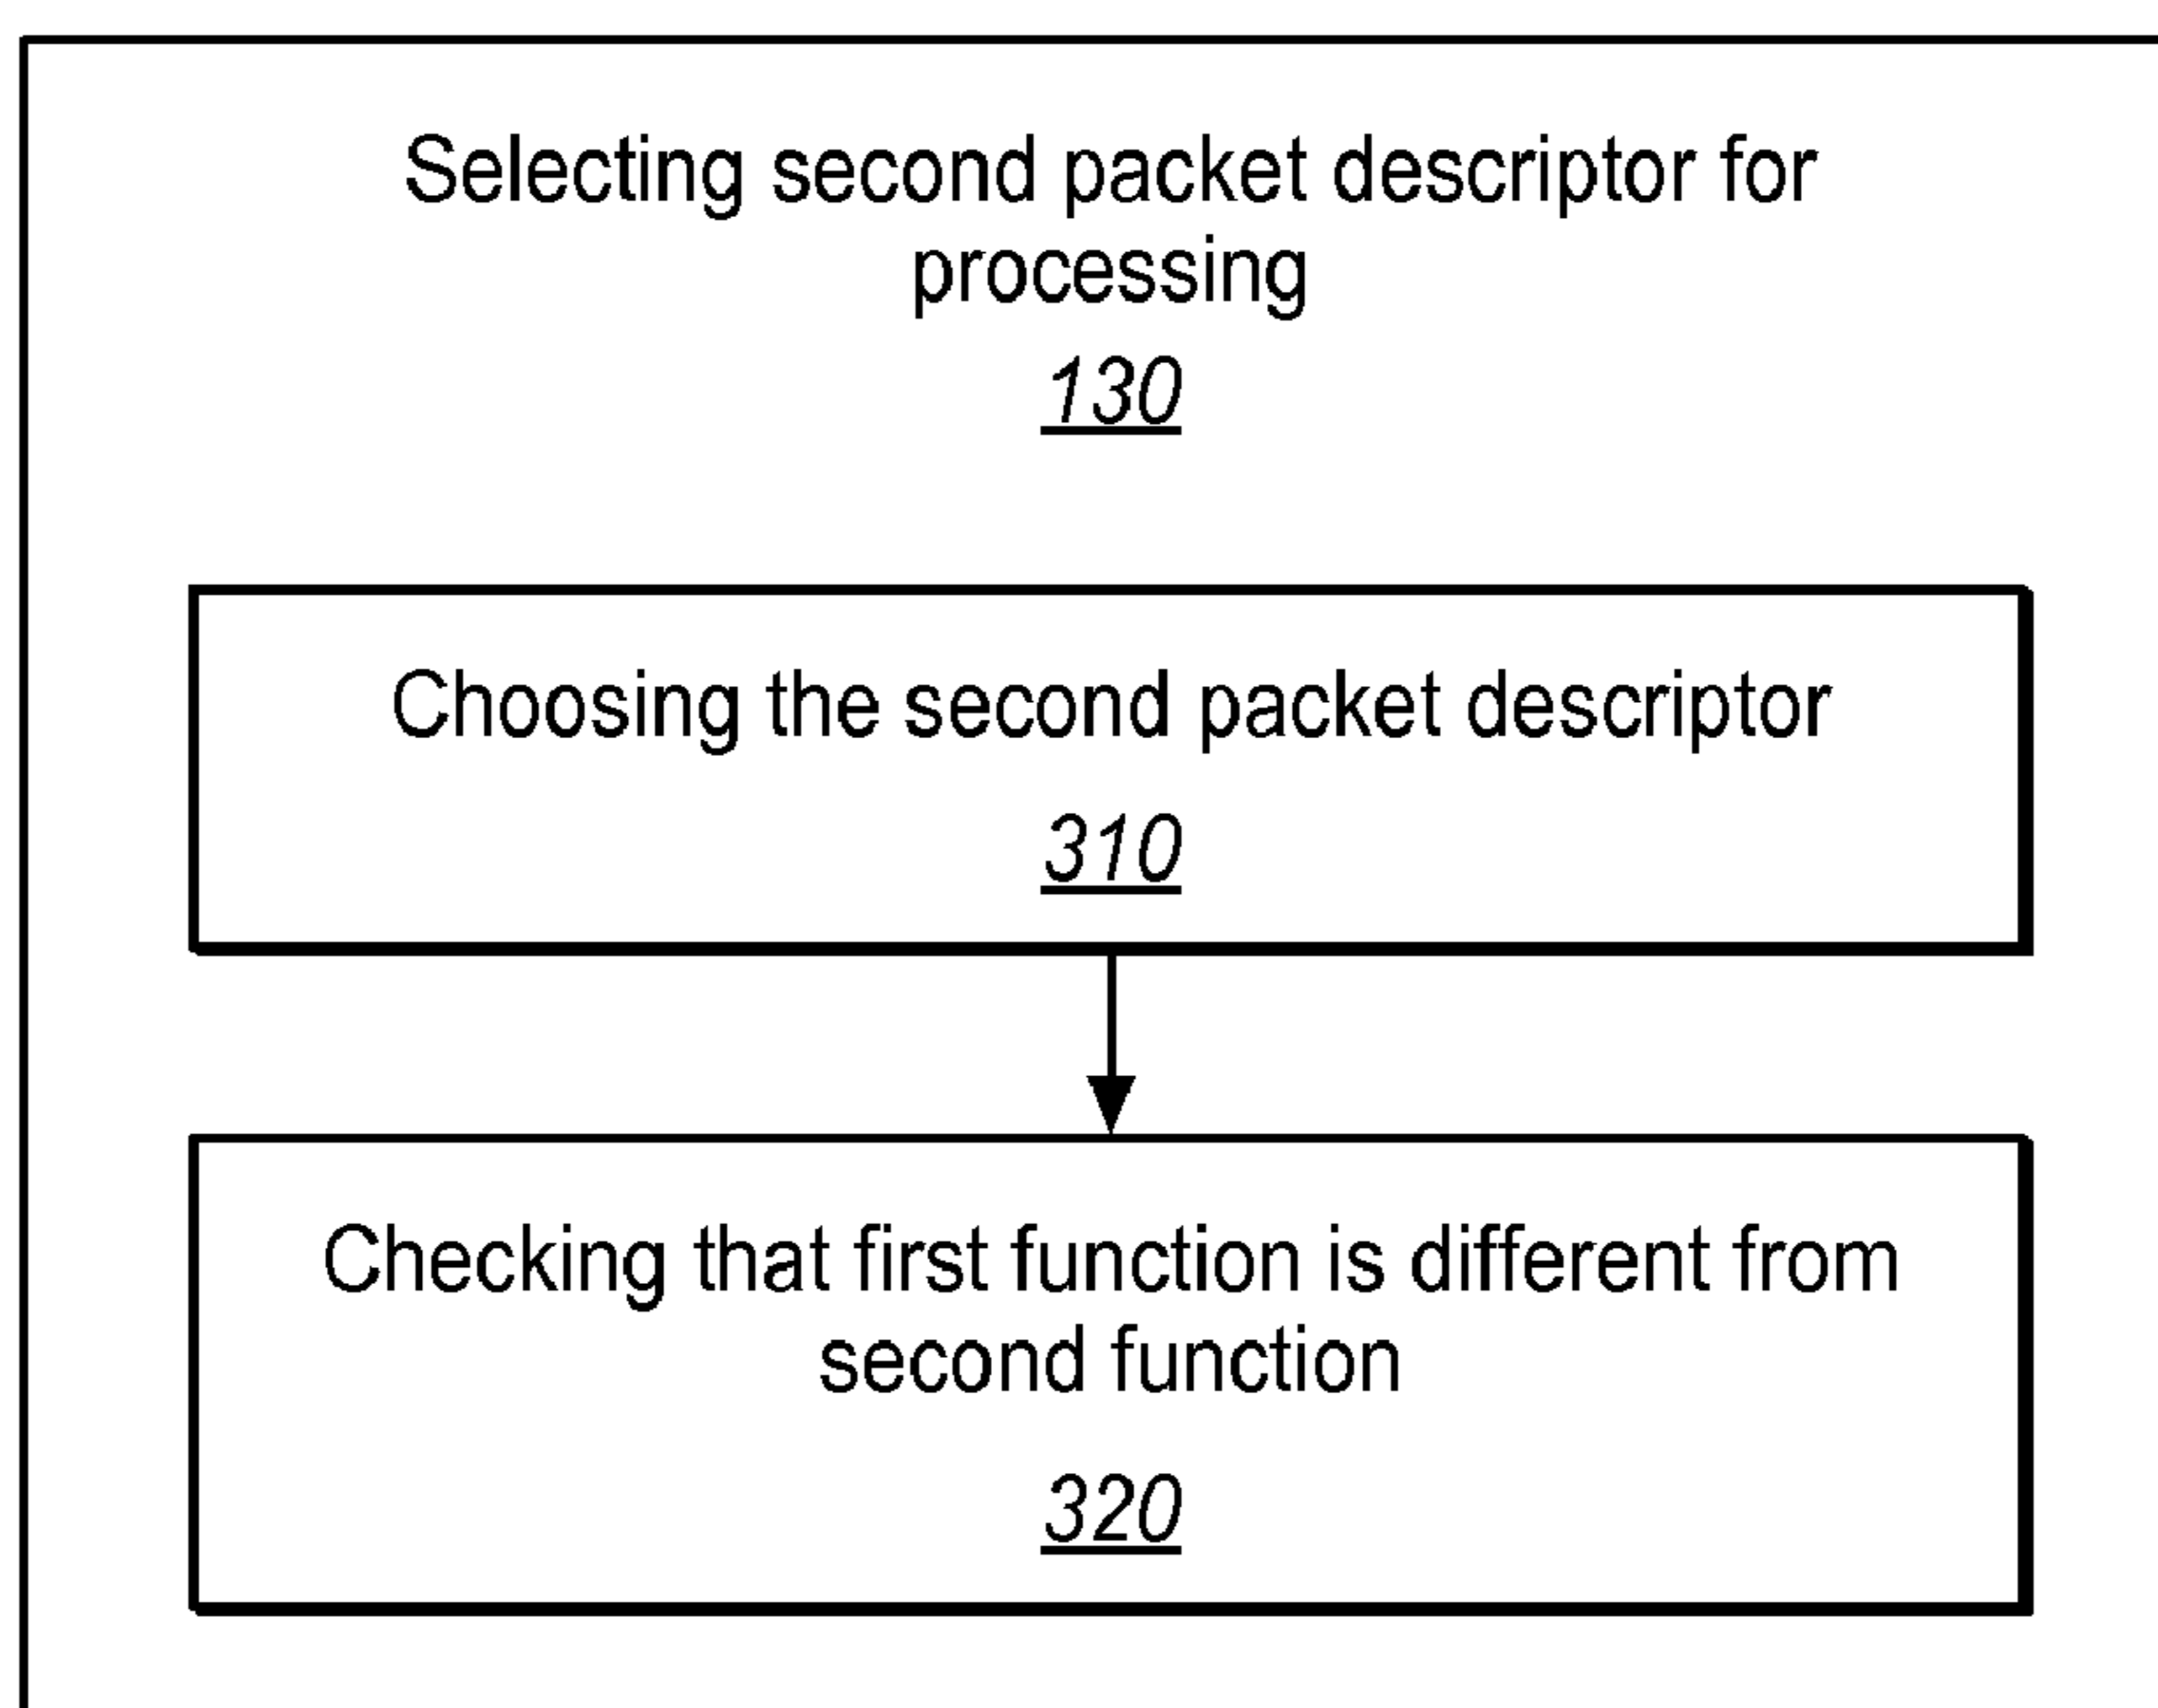 Selecting second packet descriptor for
processing
130
Choosing the second packet descriptor
310
Checking that first function is different from
second function
320